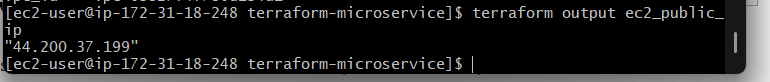 [ec2-user@ip-172-31-18-248 terraform-microservice]$ terraform output ec2_public_
ip
"44.200.37.199"
[ec2-user@ip-172-31-18-248 terraform-microservice]$